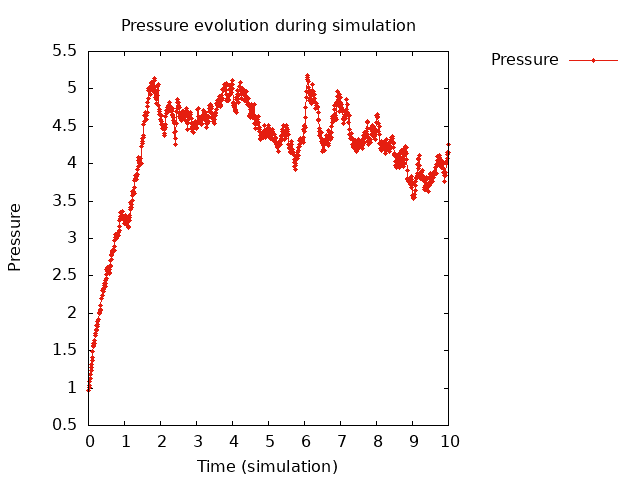 Pressure evolution during simulation
Pressure
5.5
5
4.5
4
3.5
3
2.5
2
1.5
1
0.5
Pressure
0 1 2 3 4 5 6 7 8 9 10
Time (simulation)